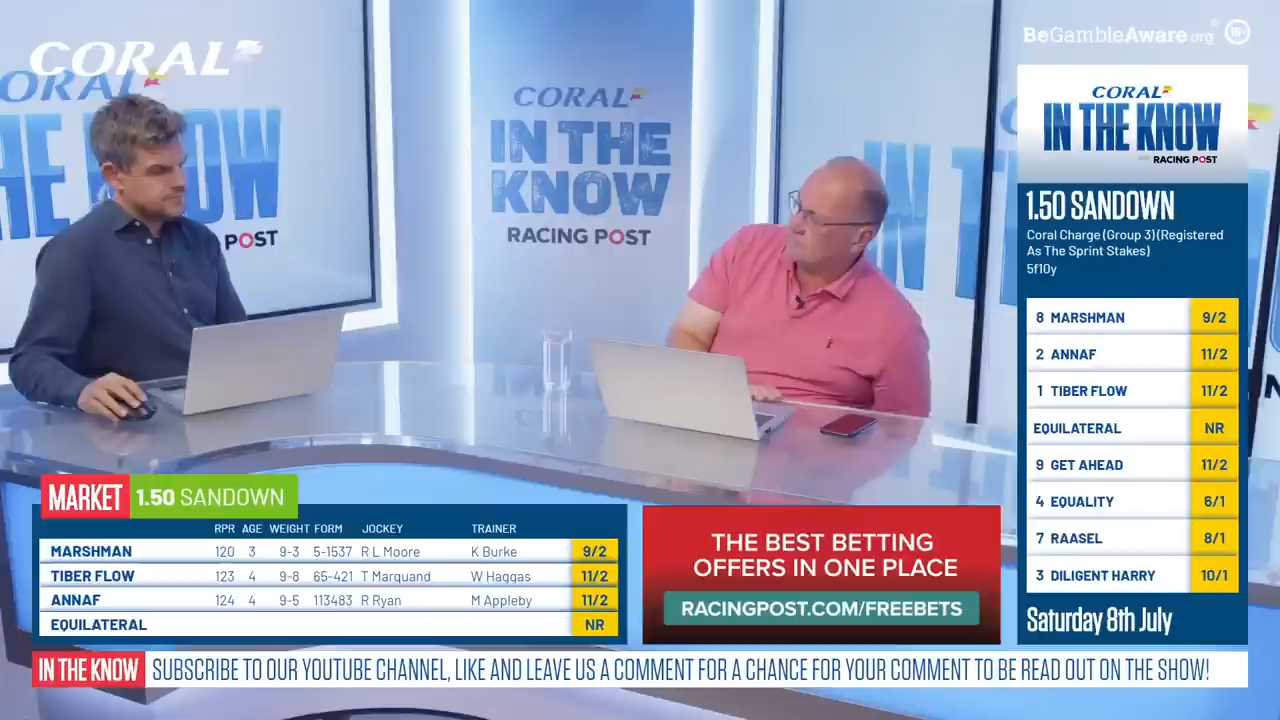 CORAL
BeGambleAware.org
CORAL
THE KNOW
POST
CORAL
IN THE
KNOW
RACING POST
CORAL
IN THE KNOW
RACING POST
1.50 SANDOWN
Coral Charge (Group 3) (Registered
As The Sprint Stakes)
5f10y
8 MARSHMAN 9/2
2 ANNAF 11/2
1 TIBER FLOW 11/2
EQUILATERAL NR
9 GET AHEAD 11/2
4 EQUALITY 6/1
7 RAASEL 8/1
3 DILIGENT HARRY 10/1
Saturday 8th July
MARKET 1.50 SANDOWN
RPR AGE WEIGHT FORM JOCKEY TRAINER
MARSHMAN 120 3 9-3 5-1537 R L Moore K Burke 9/2
TIBER FLOW 123 4 9-8 65-421 T Marquand W Haggas 11/2
ANNAF 124 4 9-5 113483 R Ryan M Appleby 11/2
EQUILATERAL NR
THE BEST BETTING
OFFERS IN ONE PLACE
RACINGPOST.COM/FREEBETS
IN THE KNOW SUBSCRIBE TO OUR YOUTUBE CHANNEL, LIKE AND LEAVE US A COMMENT FOR A CHANCE FOR YOUR COMMENT TO BE READ OUT ON THE SHOW!